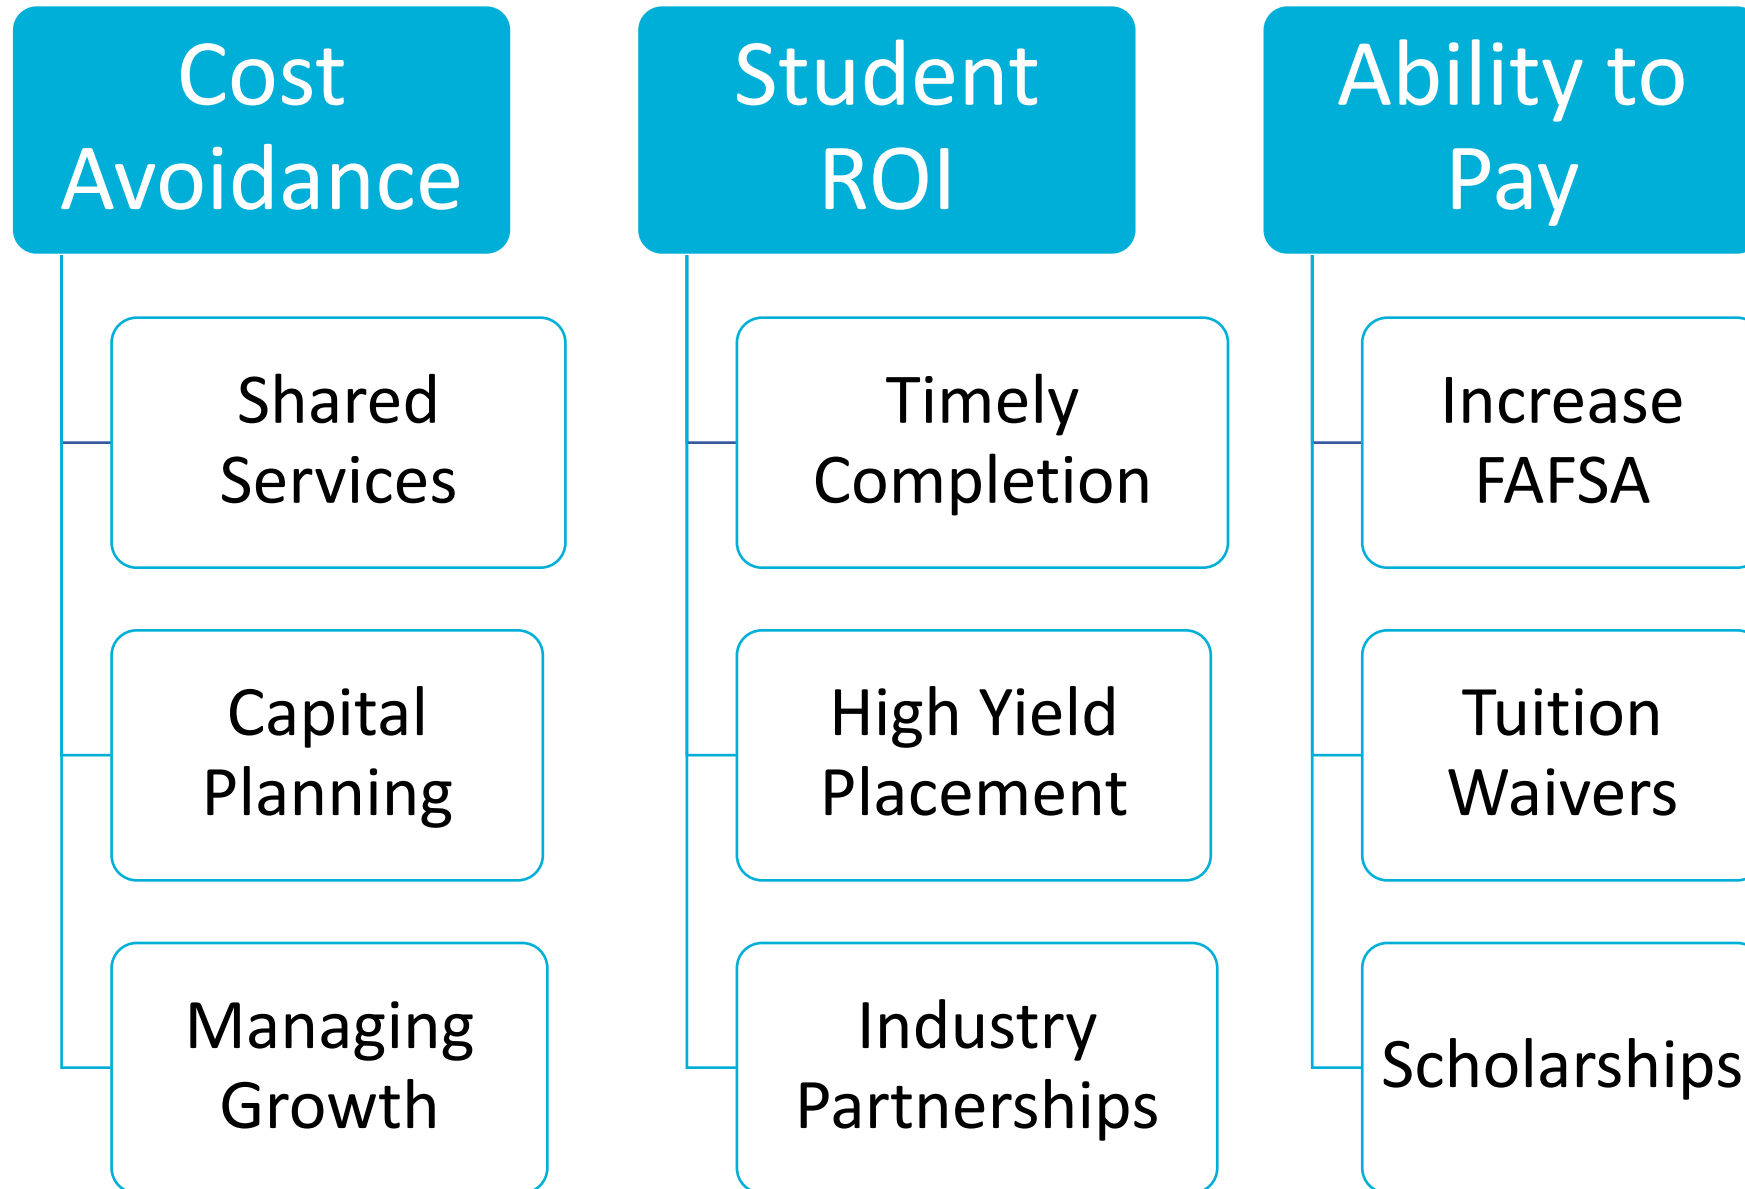 Cost
Avoidance
Shared
Services
Capital
Planning
Managing
Growth
Student
ROI
Timely
Completion
High Yield
Placement
Industry
Partnerships
Ability to
Pay
Increase
FAFSA
Tuition
Waivers
Scholarships